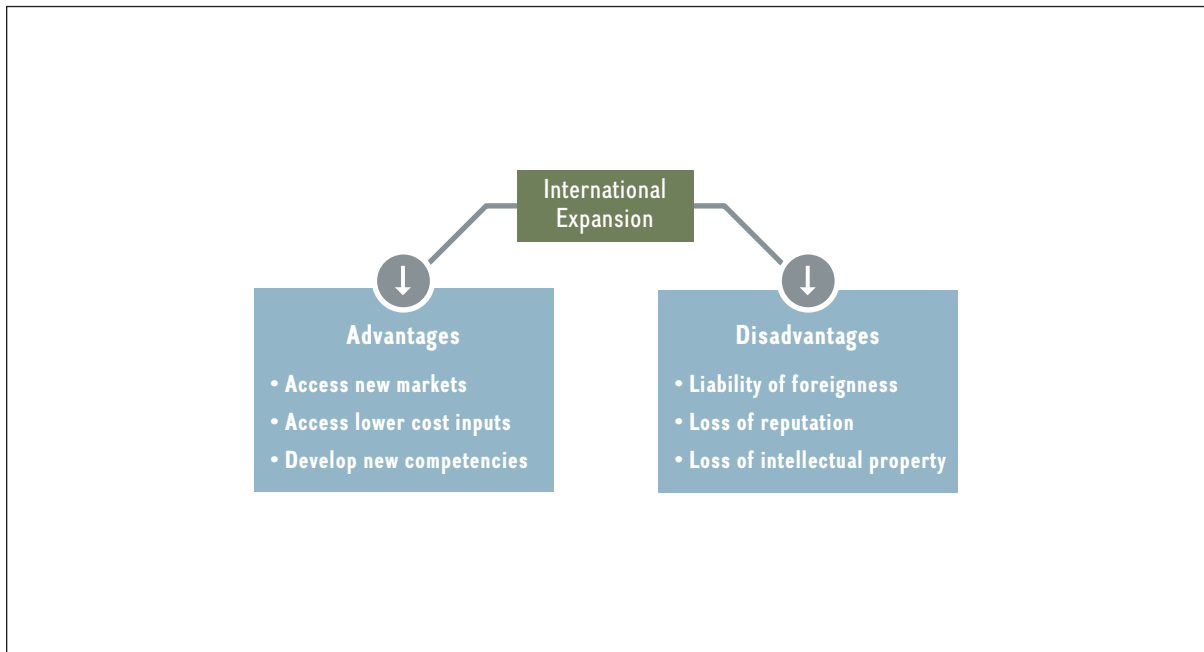 International
Expansion
Advantages
• Access new markets
• Access lower cost inputs
• Develop new competencies
Disadvantages
• Liability of foreignness
• Loss of reputation
• Loss of intellectual property